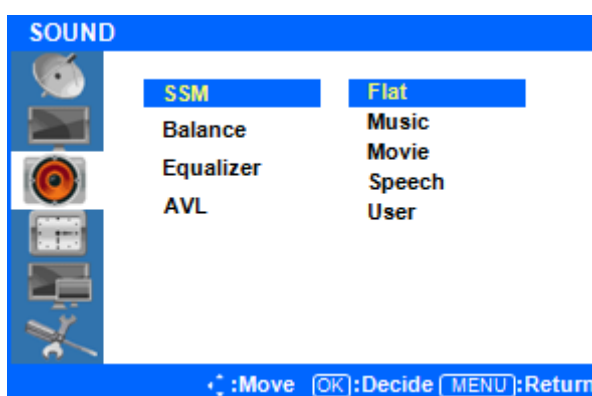 SOUND
SSM
Balance
Equalizer
AVL
Flat
Music
Movie
Speech
User
:Move OK:Decide MENU:Return